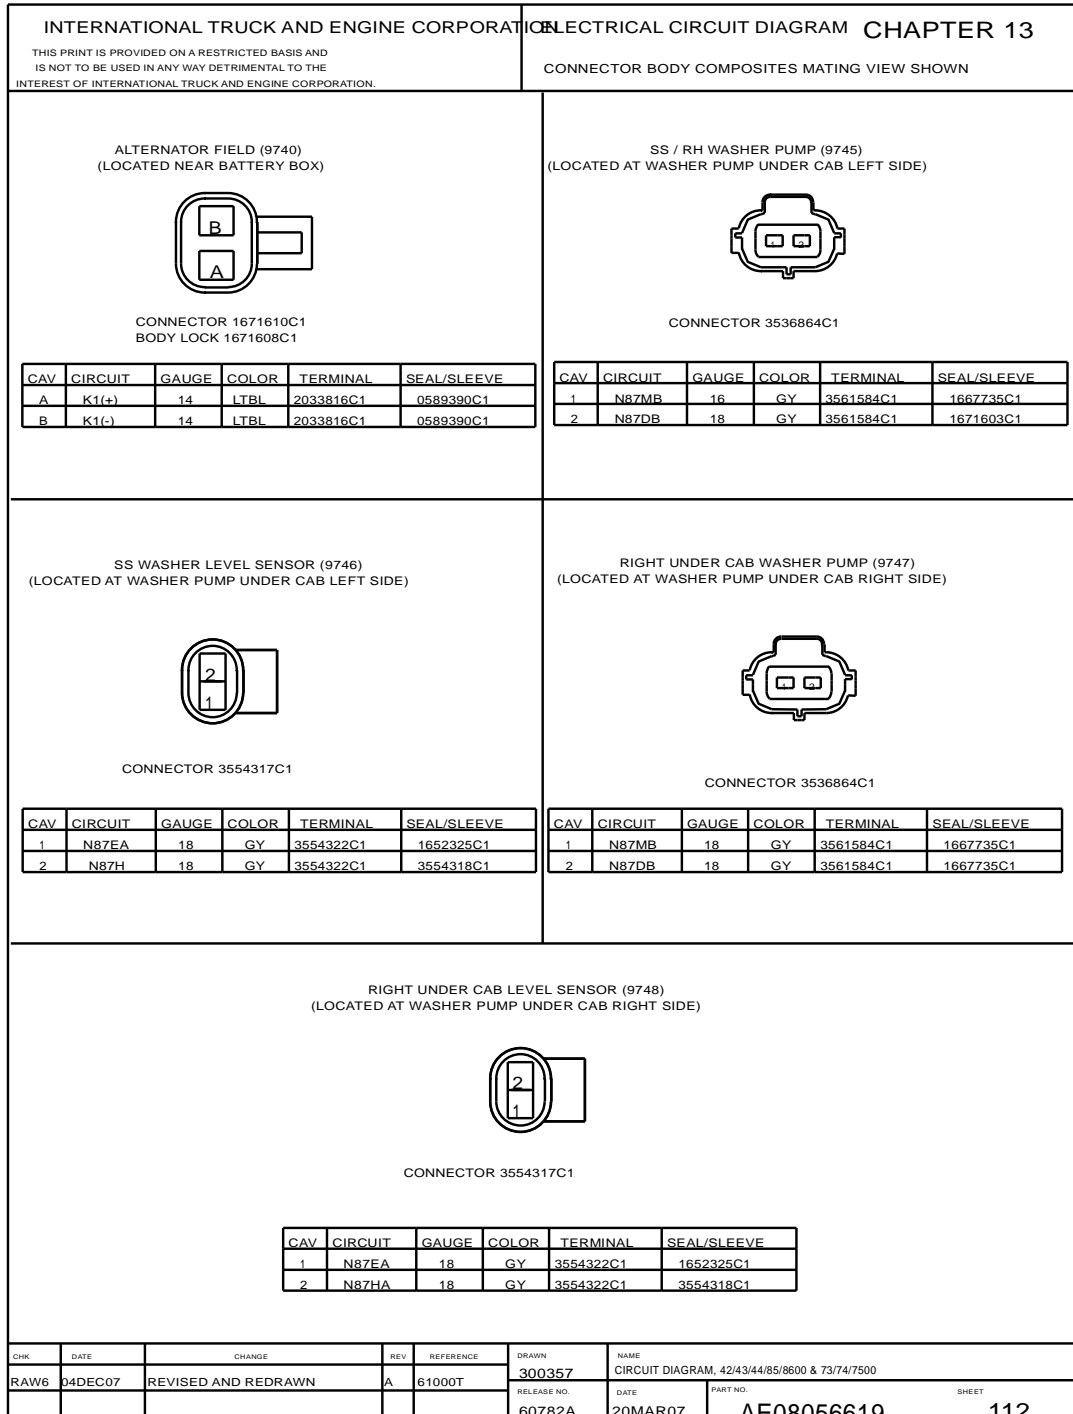 INTERNATIONAL TRUCK AND ENGINE CORPORATION
THIS PRINT IS PROVIDED ON A RESTRICTED BASIS AND
IS NOT TO BE USED IN ANY WAY DETRIMENTAL TO THE
INTEREST OF INTERNATIONAL TRUCK AND ENGINE CORPORATION.
ELECTRICAL CIRCUIT DIAGRAM CHAPTER 13
CONNECTOR BODY COMPOSITES MATING VIEW SHOWN
ALTERNATOR FIELD (9740)
(LOCATED NEAR BATTERY BOX)
B
A
CONNECTOR 1671610C1
BODY LOCK 1671608C1
CAV CIRCUIT GAUGE COLOR TERMINAL SEAL/SLEEVE
A K1(+) 14 LTBL 2033816C1 0589390C1
B K1(-) 14 LTBL 2033816C1 0589390C1
SS / RH WASHER PUMP (9745)
(LOCATED AT WASHER PUMP UNDER CAB LEFT SIDE)
1 2
CONNECTOR 3536864C1
CAV CIRCUIT GAUGE COLOR TERMINAL SEAL/SLEEVE
1 N87MB 16 GY 3561584C1 1667735C1
2 N87DB 18 GY 3561584C1 1671603C1
SS WASHER LEVEL SENSOR (9746)
(LOCATED AT WASHER PUMP UNDER CAB LEFT SIDE)
2
1
CONNECTOR 3554317C1
CAV CIRCUIT GAUGE COLOR TERMINAL SEAL/SLEEVE
1 N87EA 18 GY 3554322C1 1652325C1
2 N87H 18 GY 3554322C1 3554318C1
RIGHT UNDER CAB WASHER PUMP (9747)
(LOCATED AT WASHER PUMP UNDER CAB RIGHT SIDE)
1 2
CONNECTOR 3536864C1
CAV CIRCUIT GAUGE COLOR TERMINAL SEAL/SLEEVE
1 N87MB 18 GY 3561584C1 1667735C1
2 N87DB 18 GY 3561584C1 1667735C1
RIGHT UNDER CAB LEVEL SENSOR (9748)
(LOCATED AT WASHER PUMP UNDER CAB RIGHT SIDE)
2
1
CONNECTOR 3554317C1
CAV CIRCUIT GAUGE COLOR TERMINAL SEAL/SLEEVE
1 N87EA 18 GY 3554322C1 1652325C1
2 N87HA 18 GY 3554322C1 3554318C1
CHK DATE CHANGE REV REFERENCE
RAW6 04DEC07 REVISED AND REDRAWN A 61000T
DRAWN
300357
NAME
CIRCUIT DIAGRAM, 42/43/44/85/8600 & 73/74/7500
RELEASE NO. DATE PART NO. SHEET
60782A 20MAR07 AE08056619 112